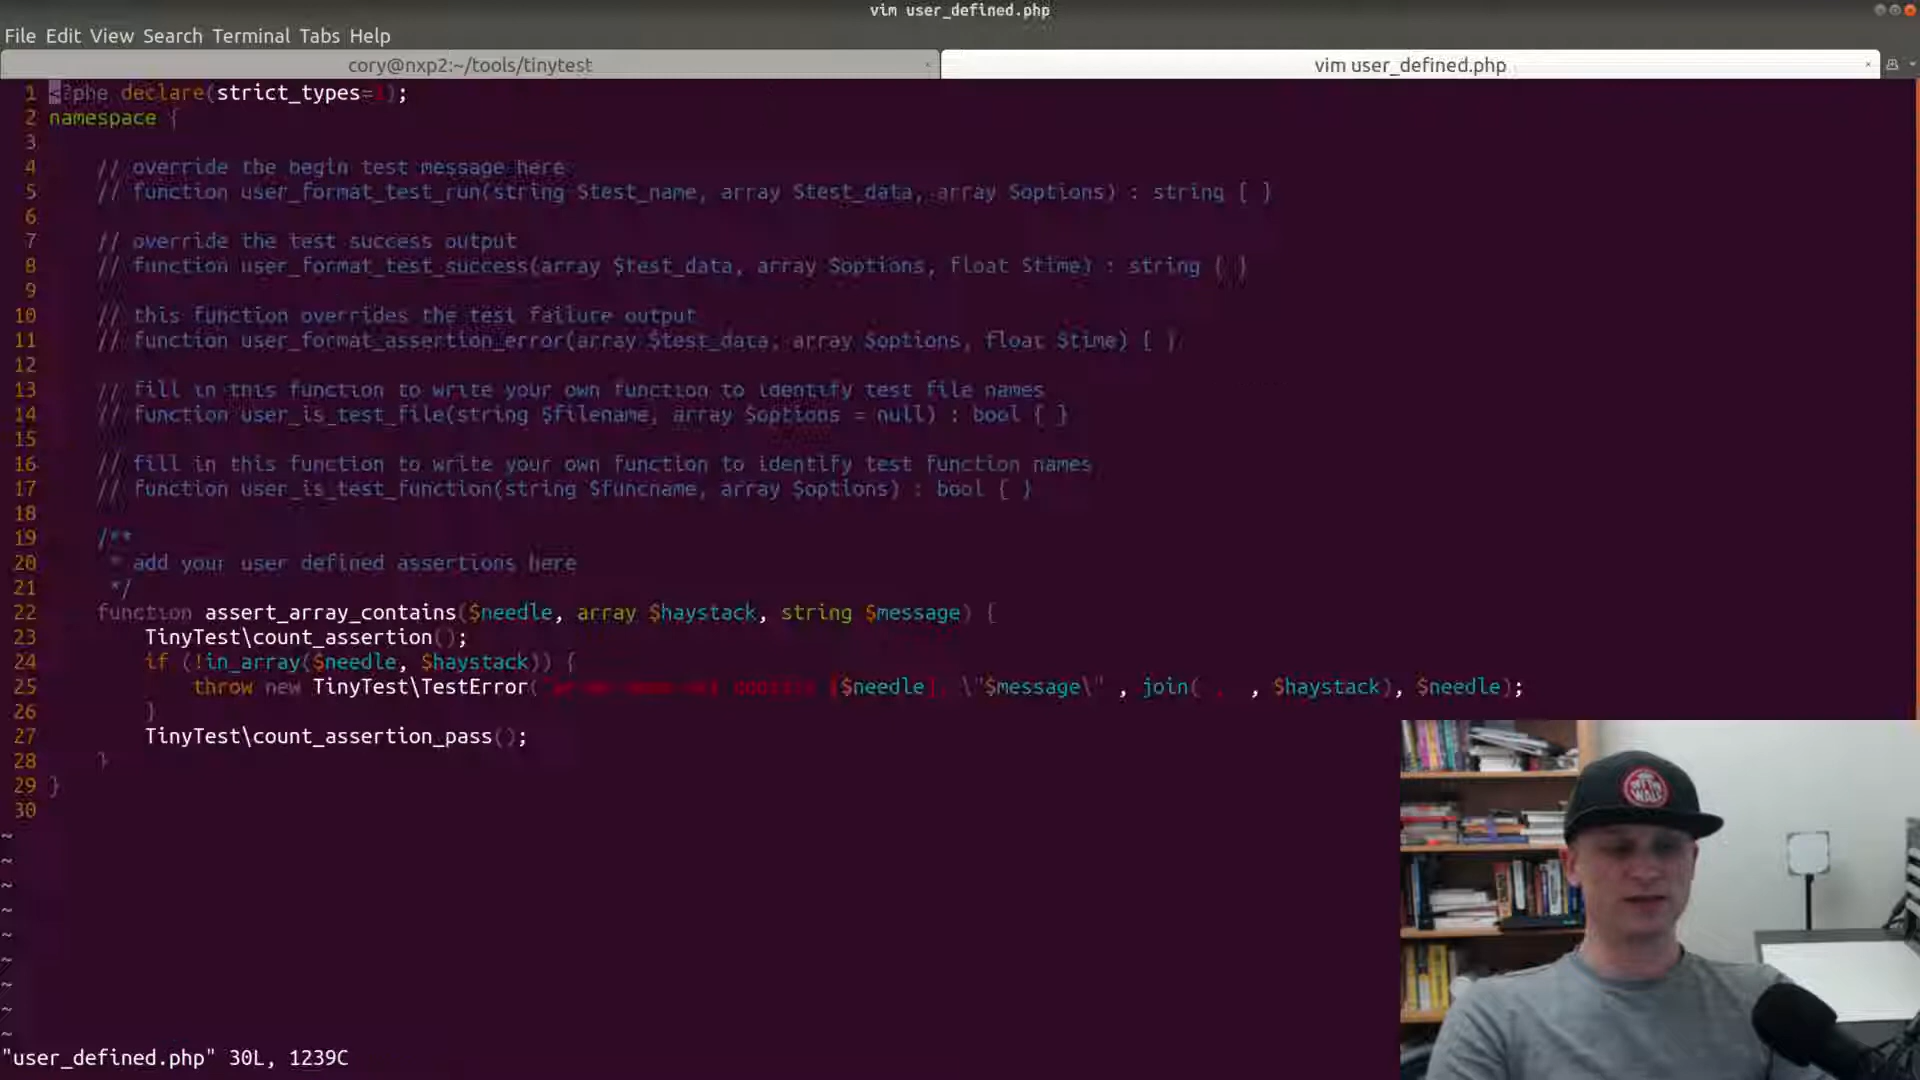 vim user_defined.php
File Edit View Search Terminal Tabs Help
cory@nxp2:~/tools/tinytest
vim user_defined.php
1 <?php declare(strict_types=1);
2 namespace {
3
4 // override the begin test message here
5 // function user_format_test_run(string $test_name, array $test_data, array $options) : string { }
6
7 // override the test success output
8 // function user_format_test_success(array $test_data, array $options, float $time) : string { }
9
10 // this function overrides the test failure output
11 // function user_format_assertion_error(array $test_data, array $options, float $time) { }
12
13 // fill in this function to write your own function to identify test file names
14 // function user_is_test_file(string $filename, array $options = null) : bool { }
15
16 // fill in this function to write your own function to identify test function names
17 // function user_is_test_function(string $funcname, array $options) : bool { }
18
19 /**
20 * add your user defined assertions here
21 */
22 function assert_array_contains($needle, array $haystack, string $message) {
23 TinyTest\count_assertion();
24 if (!in_array($needle, $haystack)) {
25 throw new TinyTest\TestError(" contain [$needle], \"$message\" , join( , , $haystack), $needle);
26 }
27 TinyTest\count_assertion_pass();
28 }
29 }
30
~
~
~
~
~
~
~
~
~
"user_defined.php" 30L, 1239C